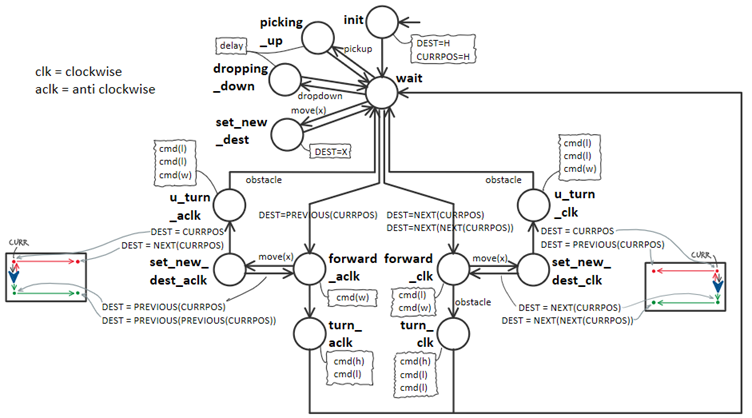 picking
_up
init
delay
pickup
DEST=H
CURRPOS=H
clk = clockwise
aclk = anti clockwise
dropping
_down
wait
dropdown
move(x)
set_new
_dest
DEST=X
cmd(l)
cmd(l)
cmd(w)
obstacle
u_turn
_aclk
obstacle
cmd(l)
cmd(l)
cmd(w)
u_turn
_clk
DEST=PREVIOUS(CURRPOS)
DEST=NEXT(CURRPOS)
DEST=NEXT(NEXT(CURRPOS))
DEST = CURRPOS
DEST = NEXT(CURRPOS)
CURR
DEST = CURRPOS
DEST = PREVIOUS(CURRPOS)
CURR
set_new_
dest_aclk
move(x)
forward
_aclk
forward
_clk
move(x)
set_new_
dest_clk
cmd(w)
cmd(l)
cmd(w)
obstacle
DEST = PREVIOUS(CURRPOS)
DEST = PREVIOUS(PREVIOUS(CURRPOS))
DEST = NEXT(CURRPOS)
DEST = NEXT(NEXT(CURRPOS))
turn_
aclk
turn_
clk
cmd(h)
cmd(l)
cmd(h)
cmd(l)
cmd(l)